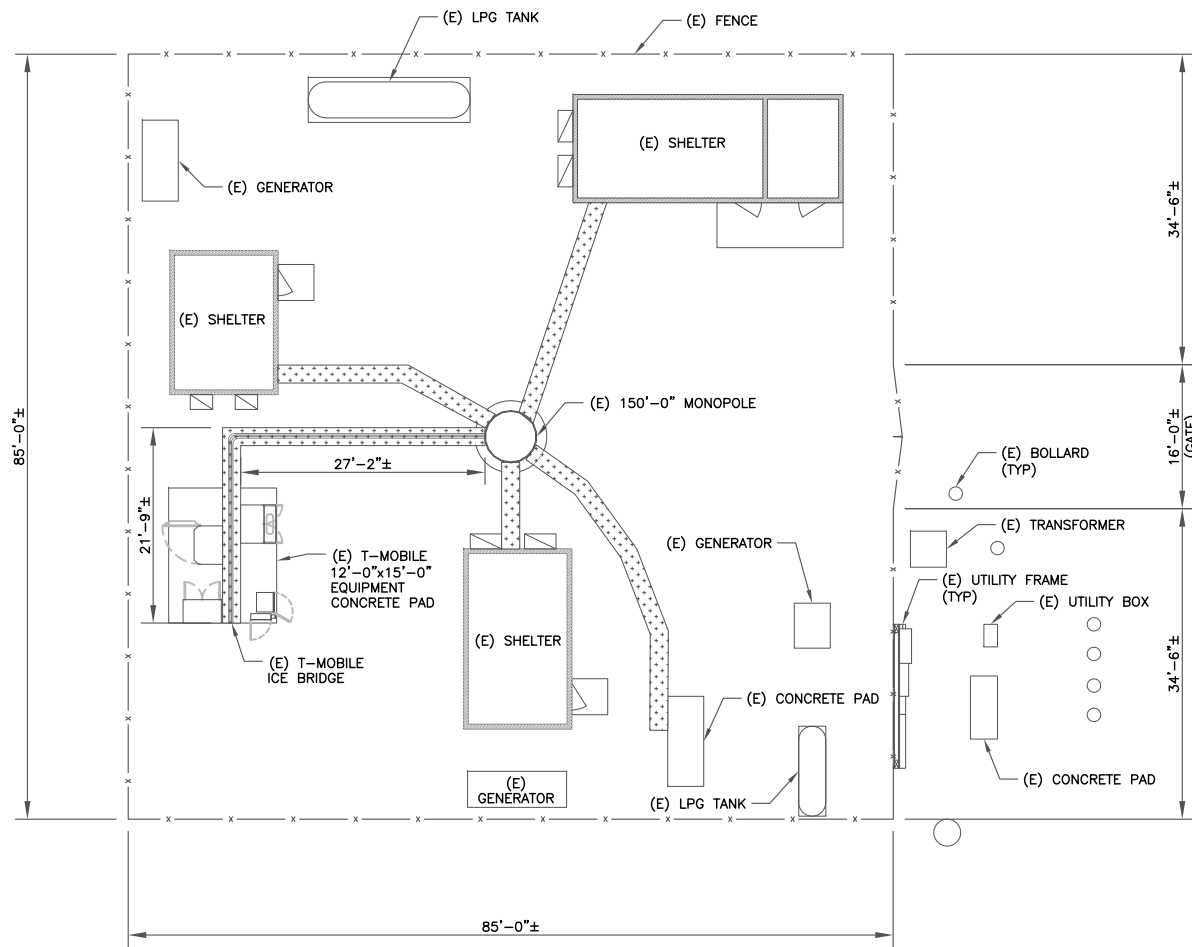 (E) LPG TANK
(E) FENCE
(E) SHELTER
(E) GENERATOR
34'-6"±
(E) SHELTER
85'-0"±
(E) 150'-0" MONOPOLE
16'-0"±
(GATE)
27'-2"±
21'-9"±
(E) BOLLARD
(TYP)
(E) TRANSFORMER
(E) GENERATOR
(E) T-MOBILE
12'-0"x15'-0"
EQUIPMENT
CONCRETE PAD
(E) UTILITY FRAME
(TYP)
(E) UTILITY BOX
(E) SHELTER
(E) T-MOBILE
ICE BRIDGE
34'-6"±
(E) CONCRETE PAD
(E) CONCRETE PAD
(E)
GENERATOR
(E) LPG TANK
85'-0"±